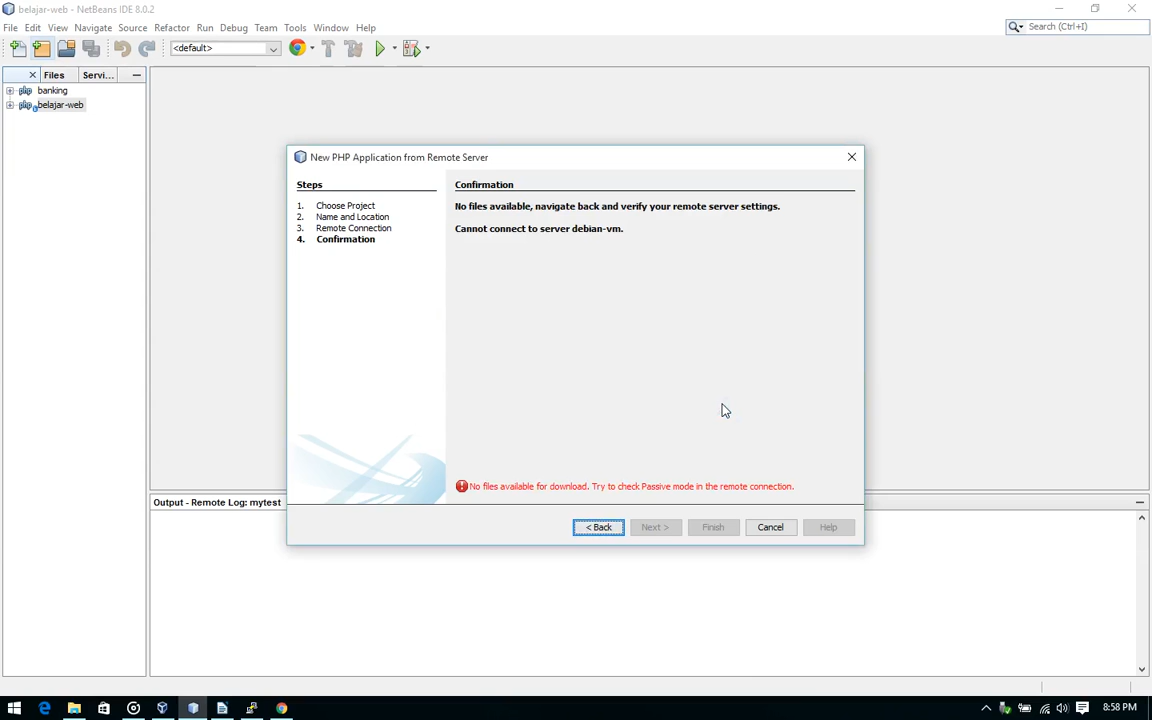 belajar-web - NetBeans IDE 8.0.2
File Edit View Navigate Source Refactor Run Debug Team Tools Window Help
Search (Ctrl+I)
<default>
Files Servi...
banking
belajar-web
New PHP Application from Remote Server
Steps
1. Choose Project
2. Name and Location
3. Remote Connection
4. Confirmation
Confirmation
No files available, navigate back and verify your remote server settings.
Cannot connect to server debian-vm.
No files available for download. Try to check Passive mode in the remote connection.
< Back Next > Finish Cancel Help
Output - Remote Log: mytest
8:58 PM